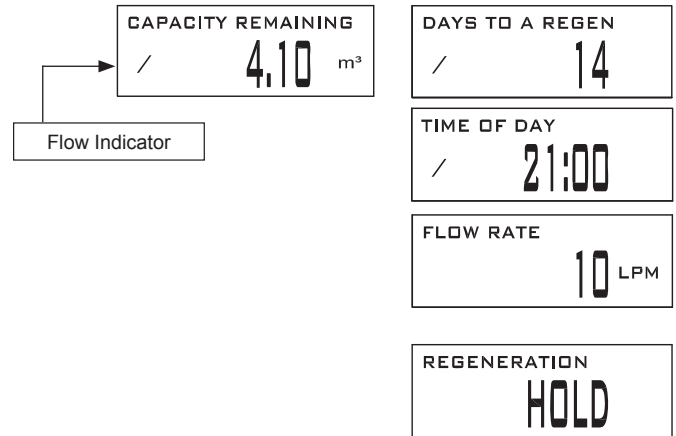 CAPACITY REMAINING
/ 4.10 m³
Flow Indicator
DAYS TO A REGEN
/ 14
TIME OF DAY
/ 21:00
FLOW RATE
10 LPM
REGENERATION
HOLD